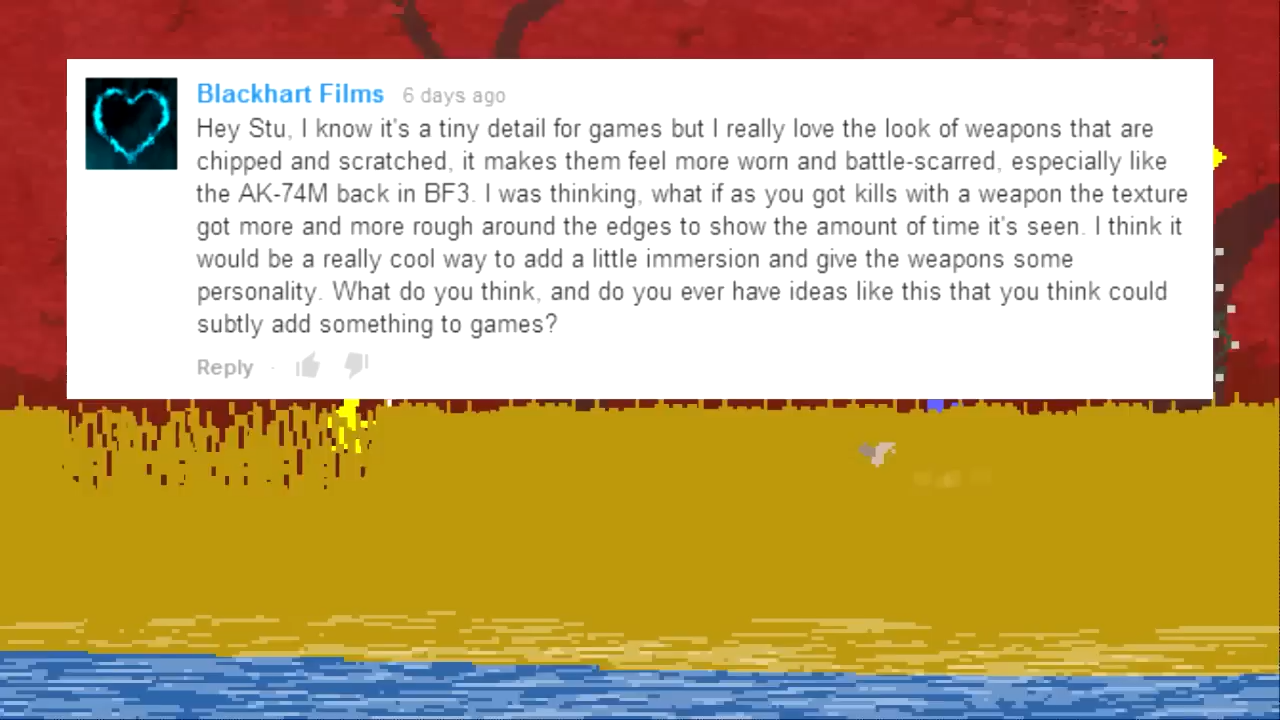 Blackhart Films 6 days ago
Hey Stu, I know it's a tiny detail for games but I really love the look of weapons that are
chipped and scratched, it makes them feel more worn and battle-scarred, especially like
the AK-74M back in BF3. I was thinking, what if as you got kills with a weapon the texture
got more and more rough around the edges to show the amount of time it's seen. I think it
would be a really cool way to add a little immersion and give the weapons some
personality. What do you think, and do you ever have ideas like this that you think could
subtly add something to games?
Reply ·